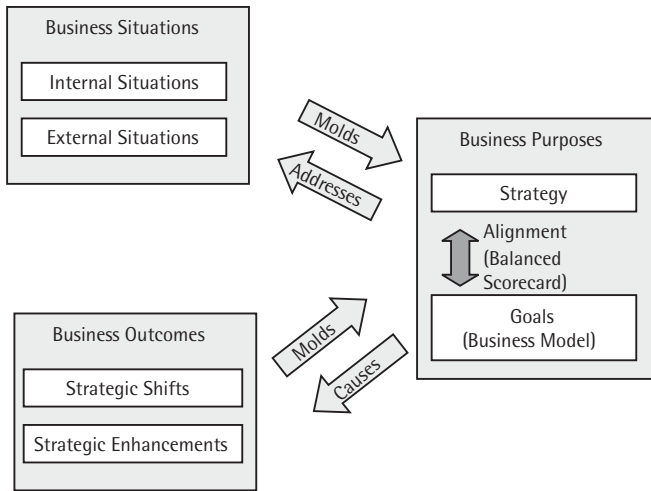 Business Situations
Internal Situations
External Situations
Molds
Addresses
Business Purposes
Strategy
Alignment
(Balanced
Scorecard)
Goals
(Business Model)
Business Outcomes
Strategic Shifts
Strategic Enhancements
Molds
Causes